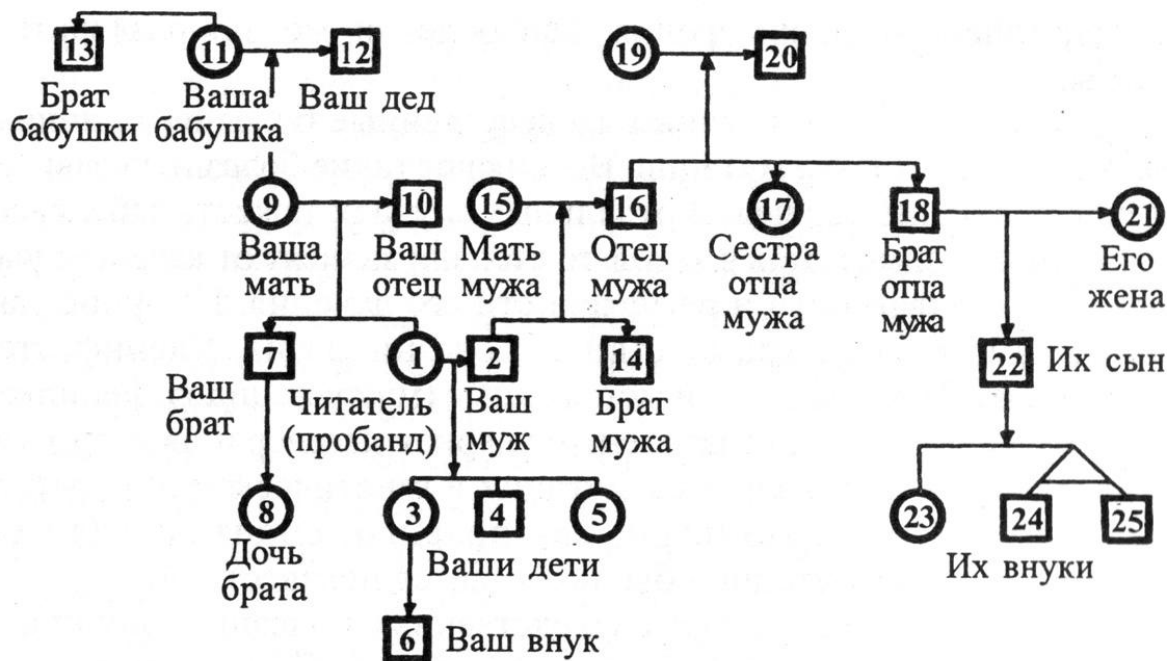 13
11
12
19
20
Брат
бабушки
Ваша
бабушка
Ваш дед
9
10
15
16
17
18
21
Ваша
мать
Ваш
отец
Мать
мужа
Отец
мужа
Сестра
отца
мужа
Брат
отца
мужа
Его
жена
7
1
2
14
22
Их сын
Ваш
брат
Читатель
(пробанд)
Ваш
муж
Брат
мужа
8
3
4
5
23
24
25
Дочь
брата
Ваши дети
Их внуки
6
Ваш внук